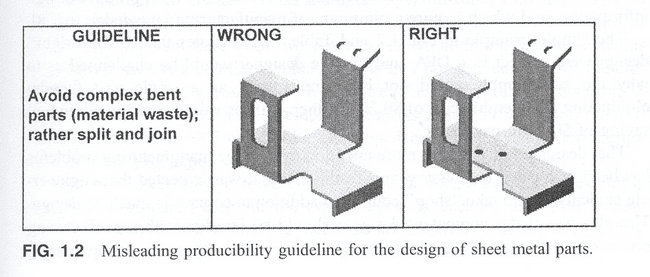 GUIDELINE
WRONG
RIGHT
Avoid complex bent
parts (material waste);
rather split and join
FIG. 1.2 Misleading producibility guideline for the design of sheet metal parts.